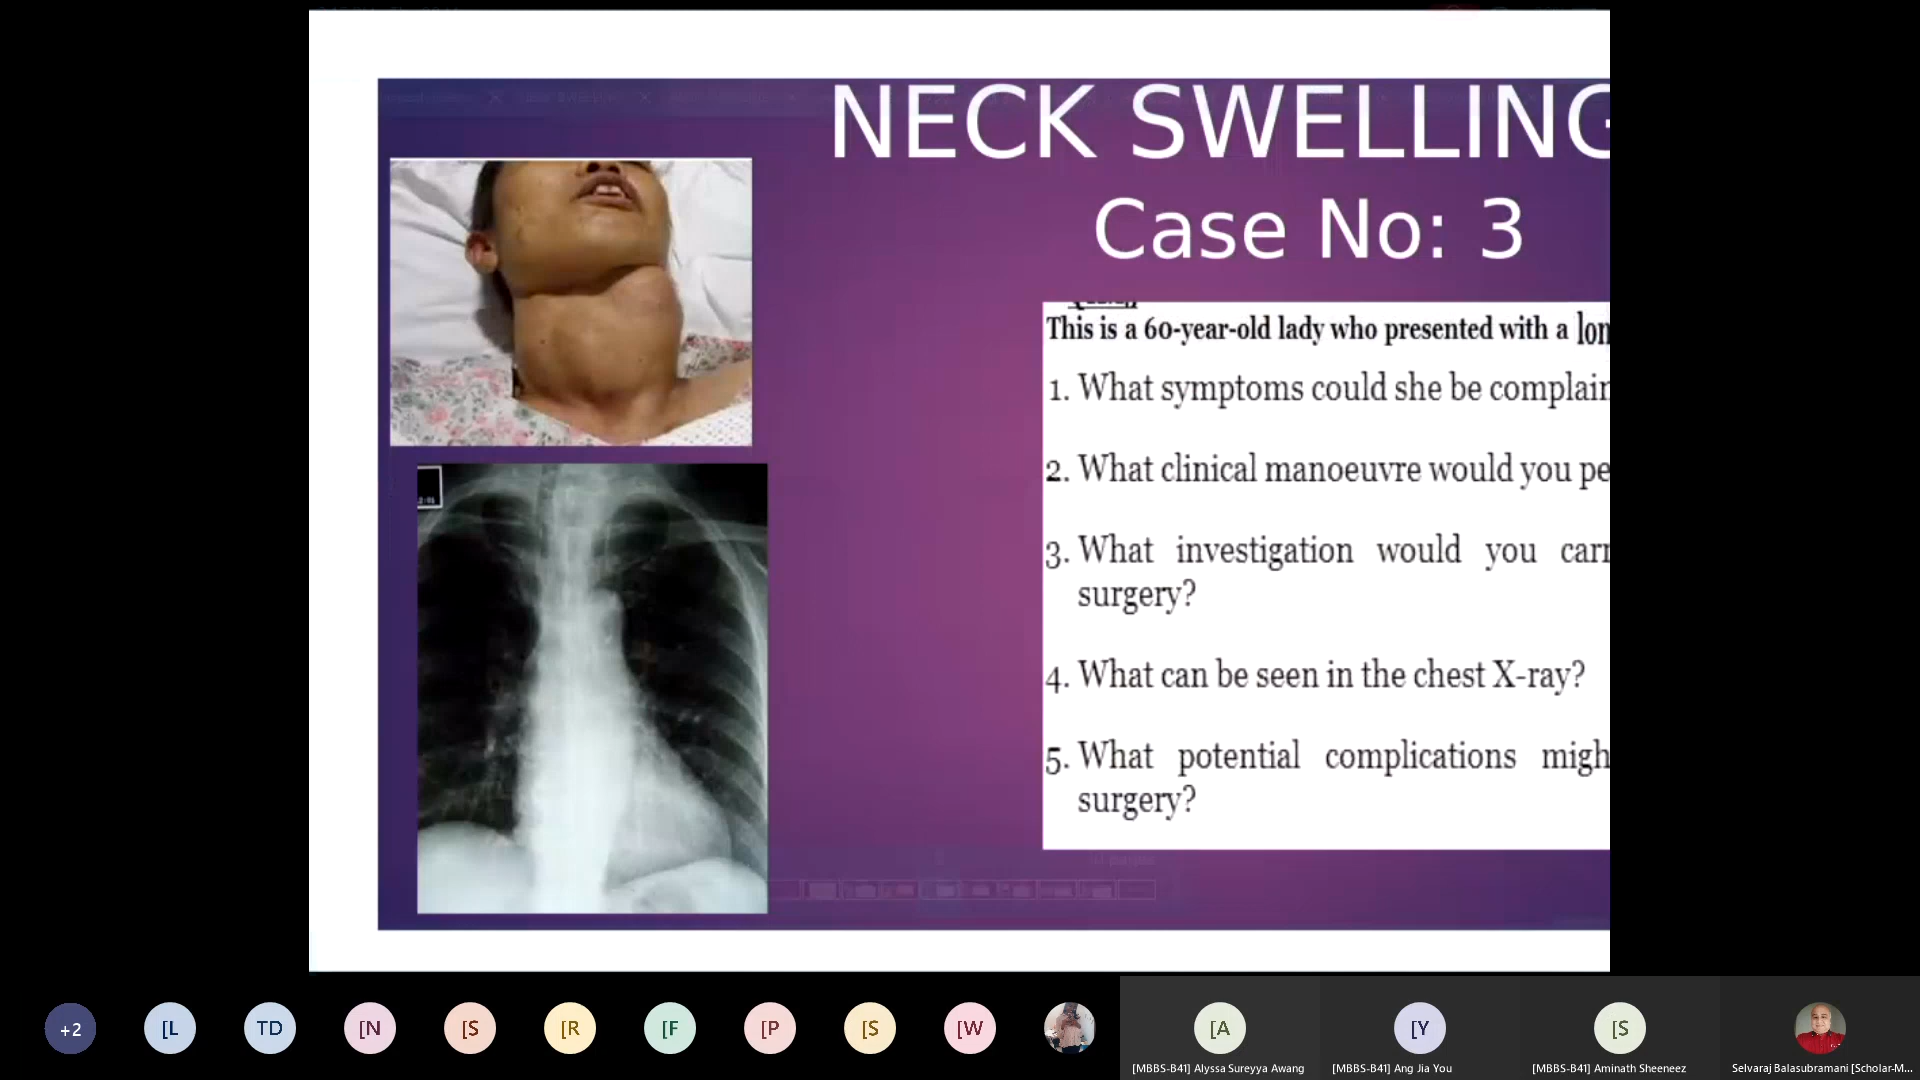 NECK SWELLING
Case No: 3
This is a 60-year-old lady who presented with a lon
1. What symptoms could she be complain
2. What clinical manoeuvre would you pe
3. What investigation would you carr
surgery?
4. What can be seen in the chest X-ray?
5. What potential complications migh
surgery?
+2
[L
TD
[N
[S
[R
[F
[P
[S
[W
[A
[Y
[S
[MBBS-B41] Alyssa Sureyya Awang
[MBBS-B41] Ang Jia You
[MBBS-B41] Aminath Sheeneez
Selvaraj Balasubramani [Scholar-M...